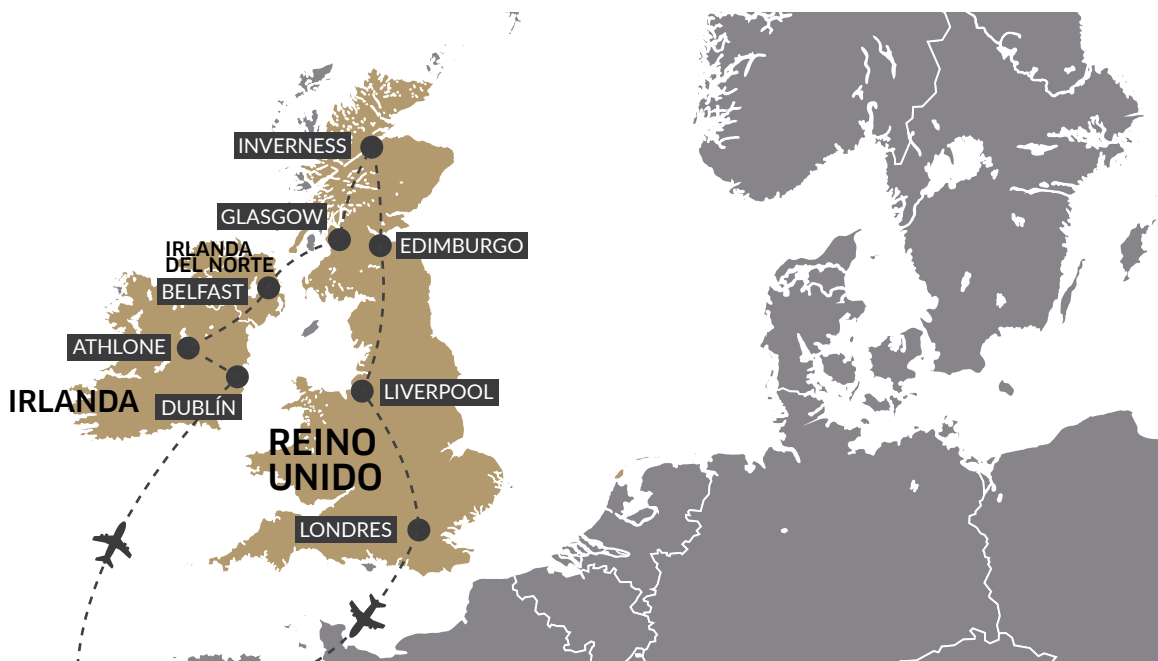 INVERNESS
GLASGOW
EDIMBURGO
IRLANDA
DEL NORTE
BELFAST
ATHLONE
LIVERPOOL
IRLANDA
DUBLÍN
REINO
UNIDO
LONDRES